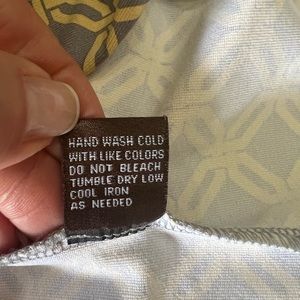 HAND WASH COLD
WITH LIKE COLORS
DO NOT BLEACH
TUMBLE DRY LOW
COOL IRON
AS NEEDED